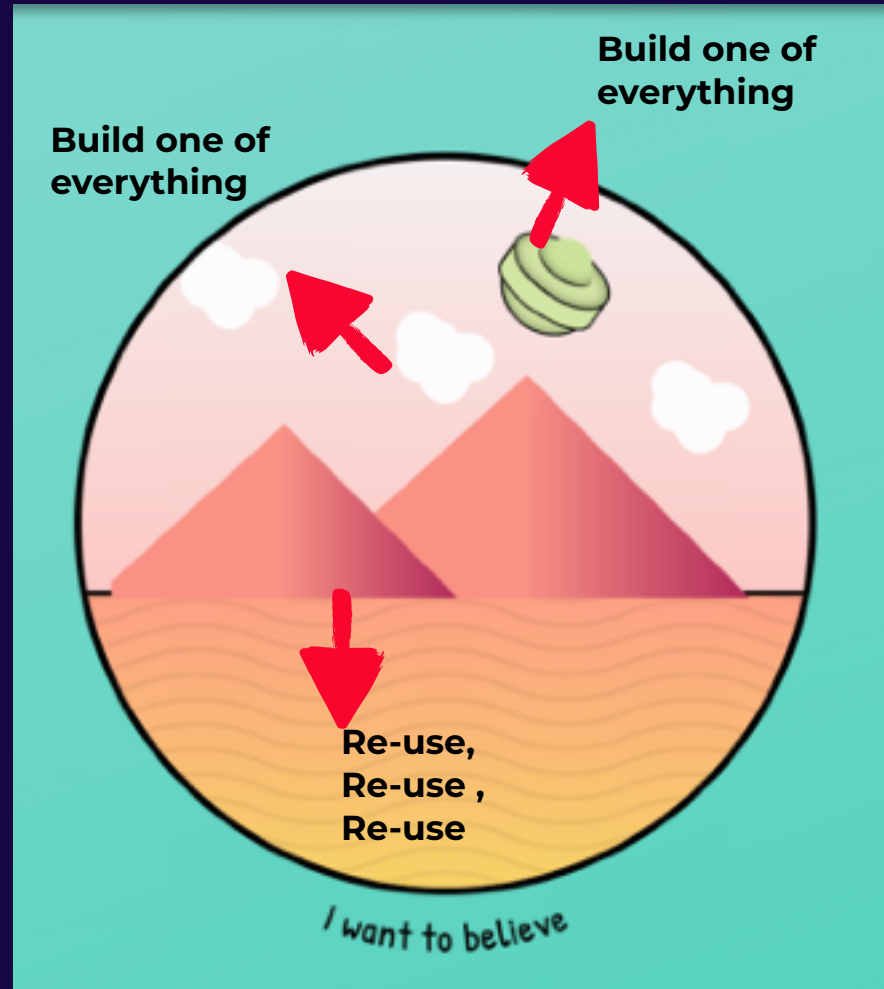 Build one of
everything
Build one of
everything
Re-use,
Re-use ,
Re-use
I want to believe